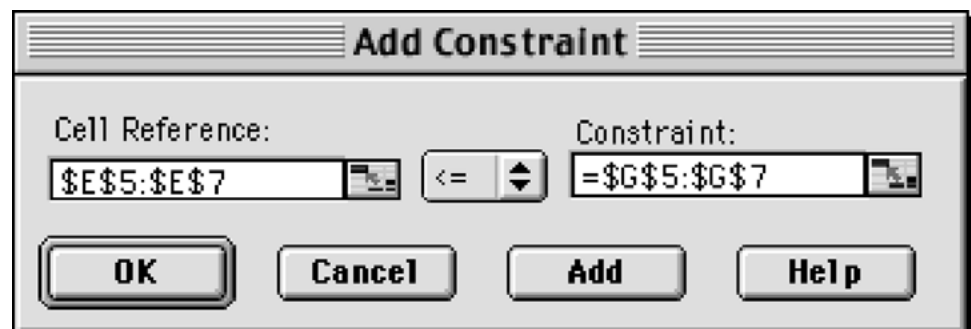 Add Constraint
Cell Reference: Constraint:
$E$5:$E$7 <= =$G$5:$G$7
OK Cancel Add Help